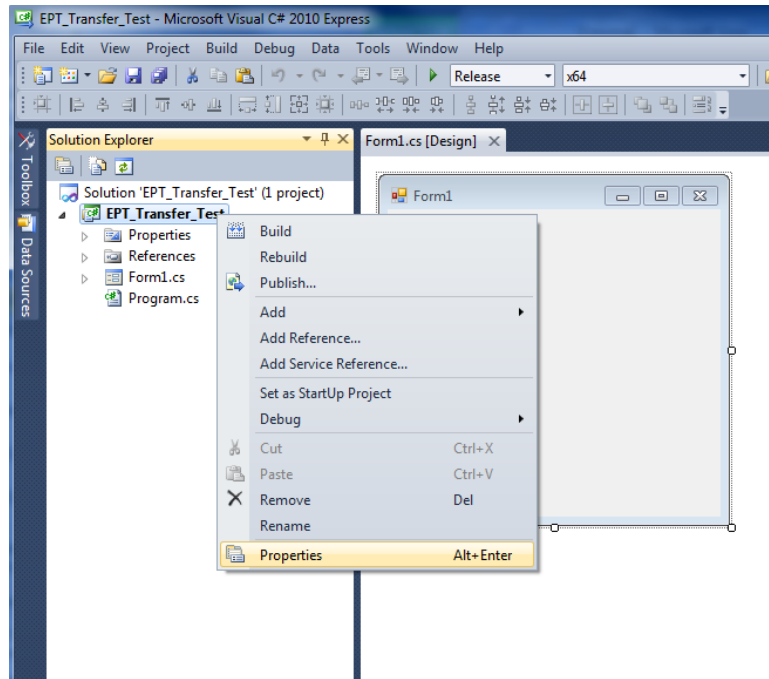 EPT_Transfer_Test - Microsoft Visual C# 2010 Express
File Edit View Project Build Debug Data Tools Window Help
Release x64
Solution Explorer
Form1.cs [Design]
Toolbox
Data Sources
Solution 'EPT_Transfer_Test' (1 project)
EPT_Transfer_Test
Properties
References
Form1.cs
Program.cs
Form1
Build
Rebuild
Publish...
Add
Add Reference...
Add Service Reference...
Set as StartUp Project
Debug
Cut Ctrl+X
Paste Ctrl+V
Remove Del
Rename
Properties Alt+Enter